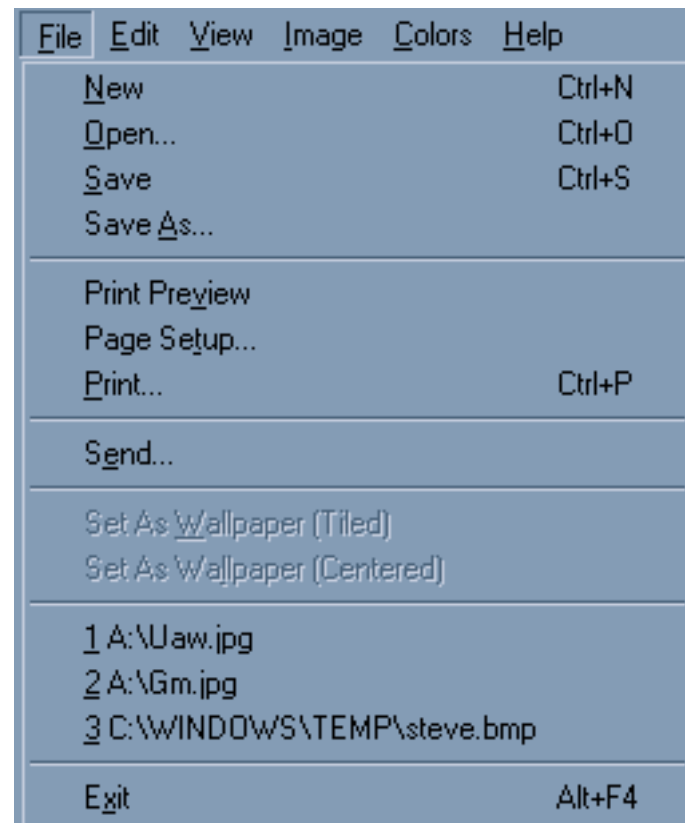 File Edit View Image Colors Help
New Ctrl+N
Open... Ctrl+O
Save Ctrl+S
Save As...
Print Preview
Page Setup...
Print... Ctrl+P
Send...
Set As Wallpaper (Tiled)
Set As Wallpaper (Centered)
1 A:\Uaw.jpg
2 A:\Gm.jpg
3 C:\WINDOWS\TEMP\steve.bmp
Exit Alt+F4